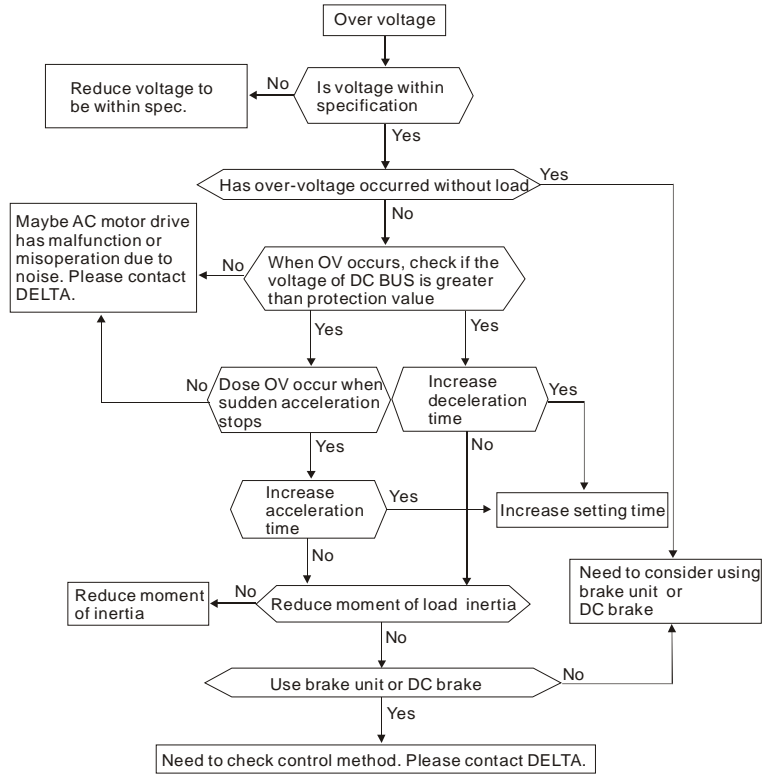 Over voltage
Is voltage within
specification
No
Reduce voltage to
be within spec.
Yes
Has over-voltage occurred without load
Yes
No
When OV occurs, check if the
voltage of DC BUS is greater
than protection value
No
Maybe AC motor drive
has malfunction or
misoperation due to
noise. Please contact
DELTA.
Yes
Yes
No
Dose OV occur when
sudden acceleration
stops
Increase
deceleration
time
Yes
Yes
No
Increase
acceleration
time
Yes
Increase setting time
No
Need to consider using
brake unit or
DC brake
Reduce moment
of inertia
No
Reduce moment of load inertia
No
Use brake unit or DC brake
No
Yes
Need to check control method. Please contact DELTA.